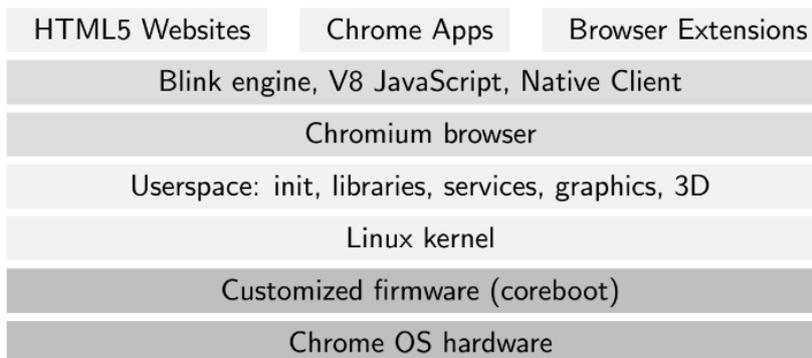 HTML5 Websites Chrome Apps Browser Extensions
Blink engine, V8 JavaScript, Native Client
Chromium browser
Userspace: init, libraries, services, graphics, 3D
Linux kernel
Customized firmware (coreboot)
Chrome OS hardware